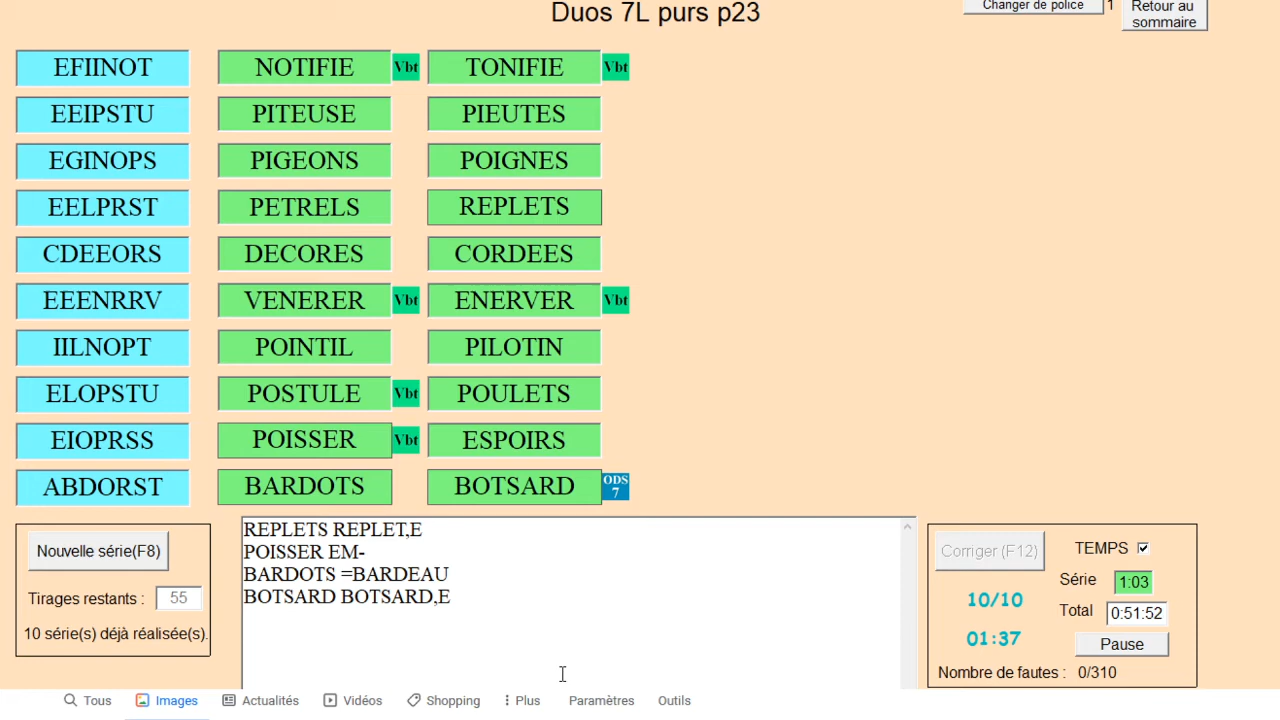 Duos 7L purs p23
Changer de police
1
Retour au
sommaire
EFIINOT NOTIFIE Vbt TONIFIE Vbt
EEIPSTU PITEUSE PIEUTES
EGINOPS PIGEONS POIGNES
EELPRST PETRELS REPLETS
CDEEORS DECORES CORDEES
EEENRRV VENERER Vbt ENERVER Vbt
IILNOPT POINTIL PILOTIN
ELOPSTU POSTULE Vbt POULETS
EIOPRSS POISSER Vbt ESPOIRS
ABDORST BARDOTS BOTSARD ODS 7
Nouvelle série(F8)
Tirages restants : 55
10 série(s) déjà réalisée(s).
REPLETS REPLET,E
POISSER EM-
BARDOTS =BARDEAU
BOTSARD BOTSARD,E
Corriger (F12)
TEMPS
10/10
01:37
Série 1:03
Total 0:51:52
Pause
Nombre de fautes : 0/310
Tous Images Actualités Vidéos Shopping Plus Paramètres Outils